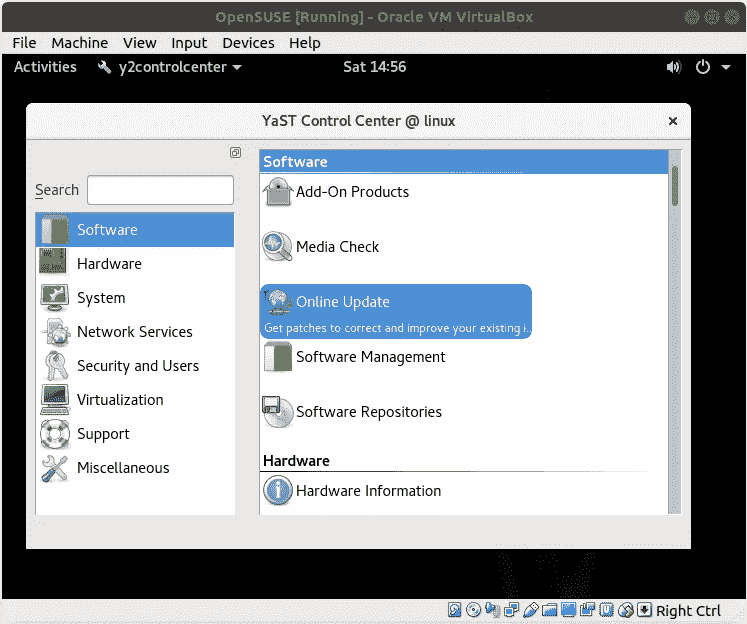 OpenSUSE [Running] - Oracle VM VirtualBox
File Machine View Input Devices Help
Activities y2controlcenter Sat 14:56
YaST Control Center @ linux
Search
Software
Hardware
System
Network Services
Security and Users
Virtualization
Support
Miscellaneous
Software
Add-On Products
Media Check
Online Update
Get patches to correct and improve your existing i...
Software Management
Software Repositories
Hardware
Hardware Information
Right Ctrl